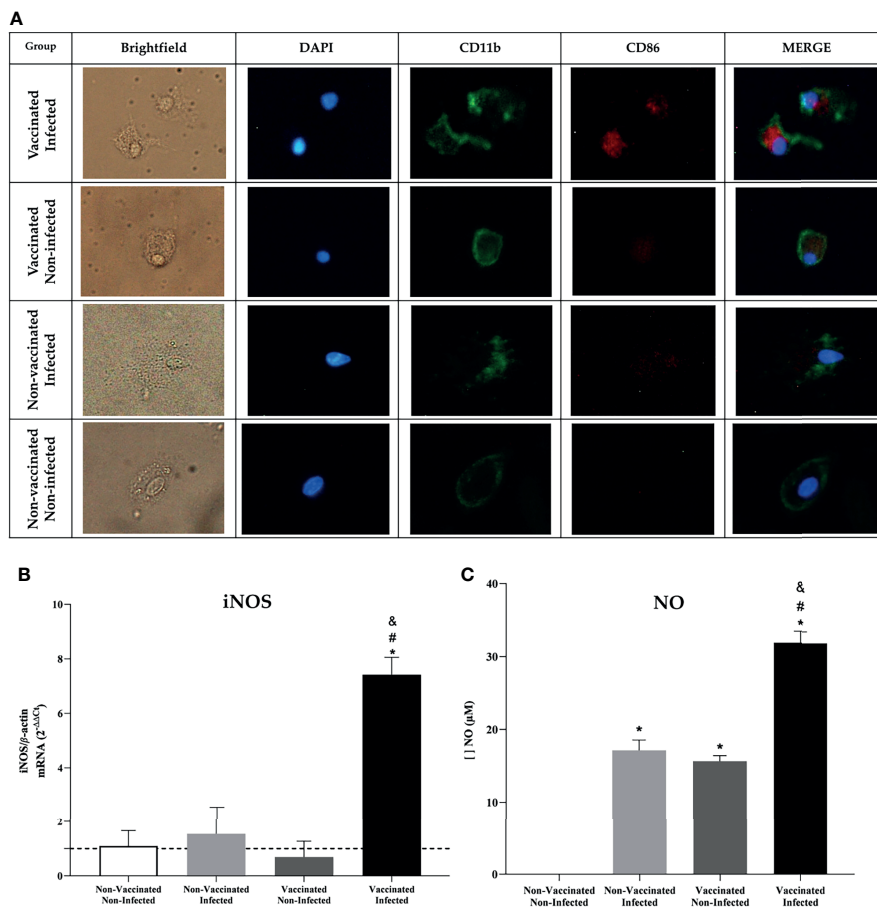 A
Group Brightfield DAPI CD11b CD86 MERGE
Vaccinated
Infected
Vaccinated
Non-infected
Non-vaccinated
Infected
Non-vaccinated
Non-infected
B
iNOS
iNOS/β-actin
mRNA (2^-ΔΔCt)
10
8
6
4
2
0
&
#
*
Non-Vaccinated
Non-Infected
Non-Vaccinated
Infected
Vaccinated
Non-Infected
Vaccinated
Infected
C
NO
[ ] NO (µM)
40
30
20
10
0
*
*
&
#
*
Non-Vaccinated
Non-Infected
Non-Vaccinated
Infected
Vaccinated
Non-Infected
Vaccinated
Infected